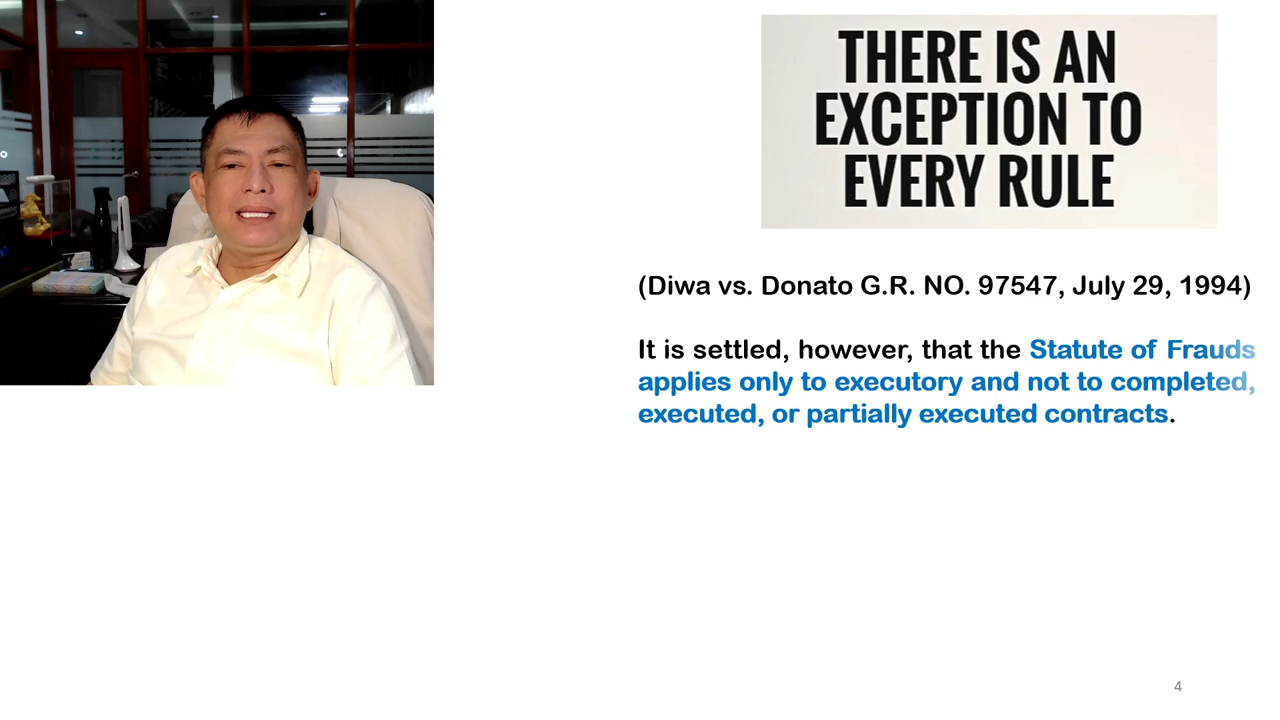 THERE IS AN
EXCEPTION TO
EVERY RULE
(Diwa vs. Donato G.R. NO. 97547, July 29, 1994)
It is settled, however, that the Statute of Frauds
applies only to executory and not to completed,
executed, or partially executed contracts.
4